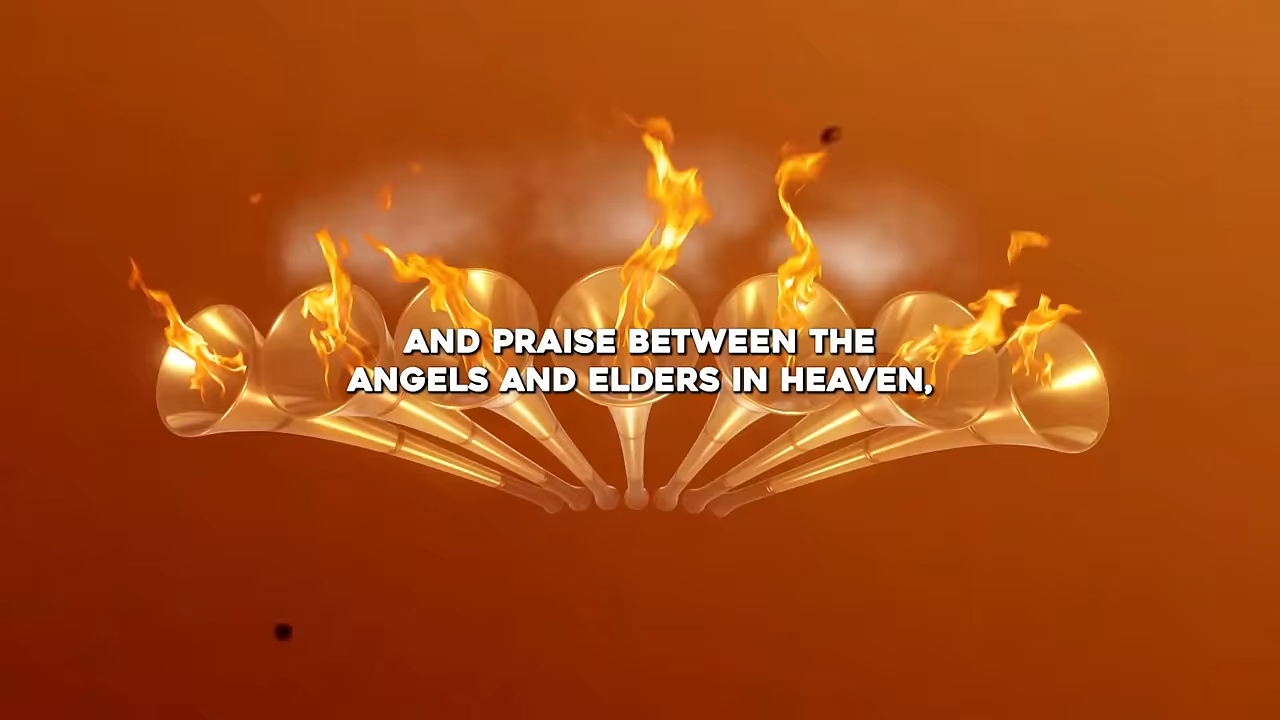 AND PRAISE BETWEEN THE
ANGELS AND ELDERS IN HEAVEN,